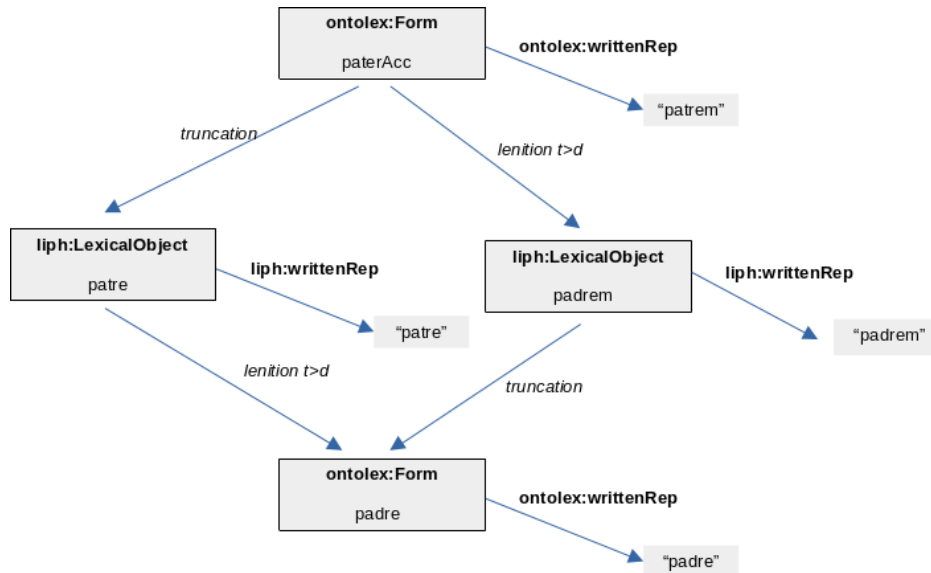 ontolex:Form
paterAcc
ontolex:writtenRep
“patrem”
truncation
lenition t>d
liph:LexicalObject
patre
liph:writtenRep
“patre”
liph:LexicalObject
padrem
liph:writtenRep
“padrem”
lenition t>d
truncation
ontolex:Form
padre
ontolex:writtenRep
“padre”